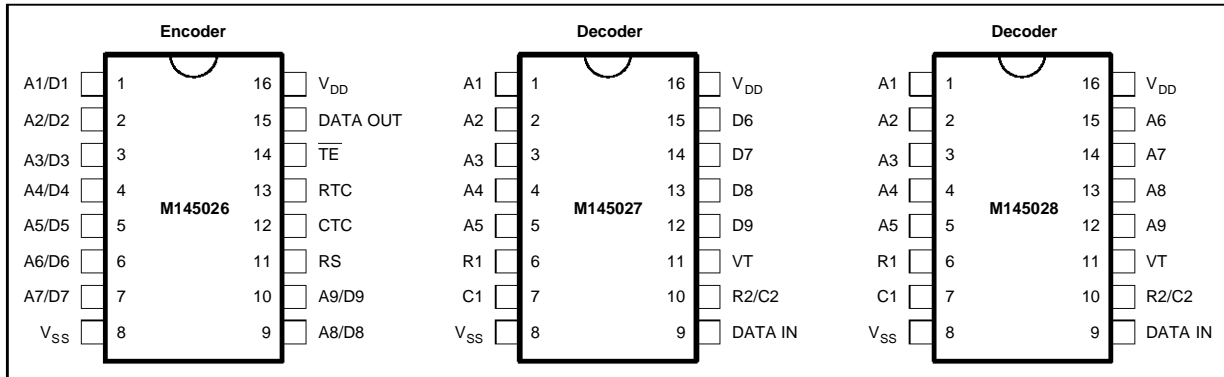 Encoder Decoder Decoder
A1/D1 1 16 VDD A1 1 16 VDD A1 1 16 VDD
A2/D2 2 15 DATA OUT A2 2 15 D6 A2 2 15 A6
A3/D3 3 14 T̅E̅ A3 3 14 D7 A3 3 14 A7
A4/D4 4 13 RTC A4 4 13 D8 A4 4 13 A8
M145026 M145027 M145028
A5/D5 5 12 CTC A5 5 12 D9 A5 5 12 A9
A6/D6 6 11 RS R1 6 11 VT R1 6 11 VT
A7/D7 7 10 A9/D9 C1 7 10 R2/C2 C1 7 10 R2/C2
VSS 8 9 A8/D8 VSS 8 9 DATA IN VSS 8 9 DATA IN